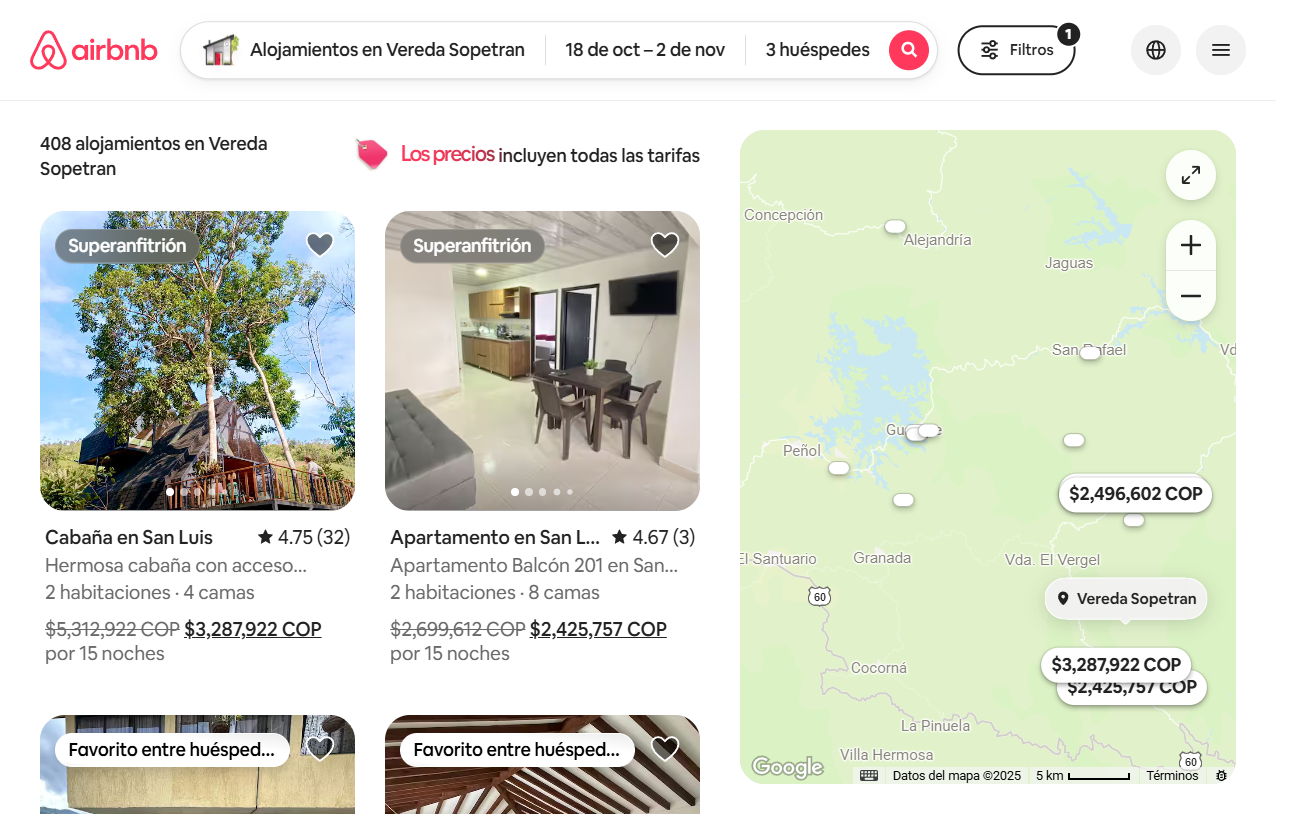 airbnb
Alojamientos en Vereda Sopetran
18 de oct – 2 de nov
3 huéspedes
Filtros
1
408 alojamientos en Vereda
Sopetran
Los precios incluyen todas las tarifas
Superanfitrión
Superanfitrión
Cabaña en San Luis
4.75 (32)
Hermosa cabaña con acceso...
2 habitaciones · 4 camas
$5,312,922 COP $3,287,922 COP
por 15 noches
Apartamento en San L...
4.67 (3)
Apartamento Balcón 201 en San...
2 habitaciones · 8 camas
$2,699,612 COP $2,425,757 COP
por 15 noches
Favorito entre huésped...
Favorito entre huésped...
Concepción
Alejandría
Jaguas
San Rafael
Vd
Peñol
$2,496,602 COP
El Santuario
Granada
Vda. El Vergel
60
Vereda Sopetran
$3,287,922 COP
Cocorná
$2,425,757 COP
La Pinuela
Villa Hermosa
60
Google
Datos del mapa ©2025
5 km
Términos